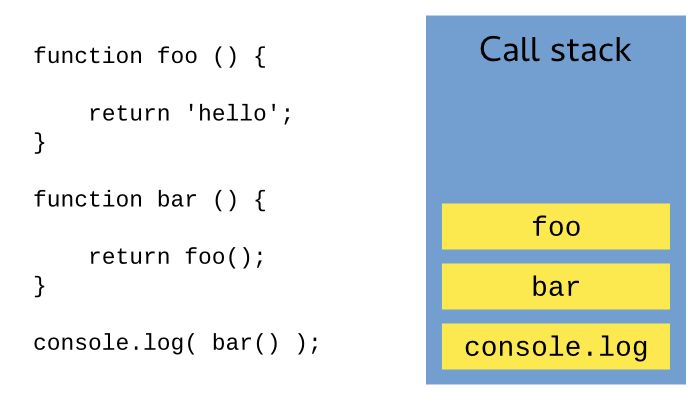 function foo () {
    return 'hello';
}
function bar () {
    return foo();
}
console.log( bar() );
Call stack
foo
bar
console.log